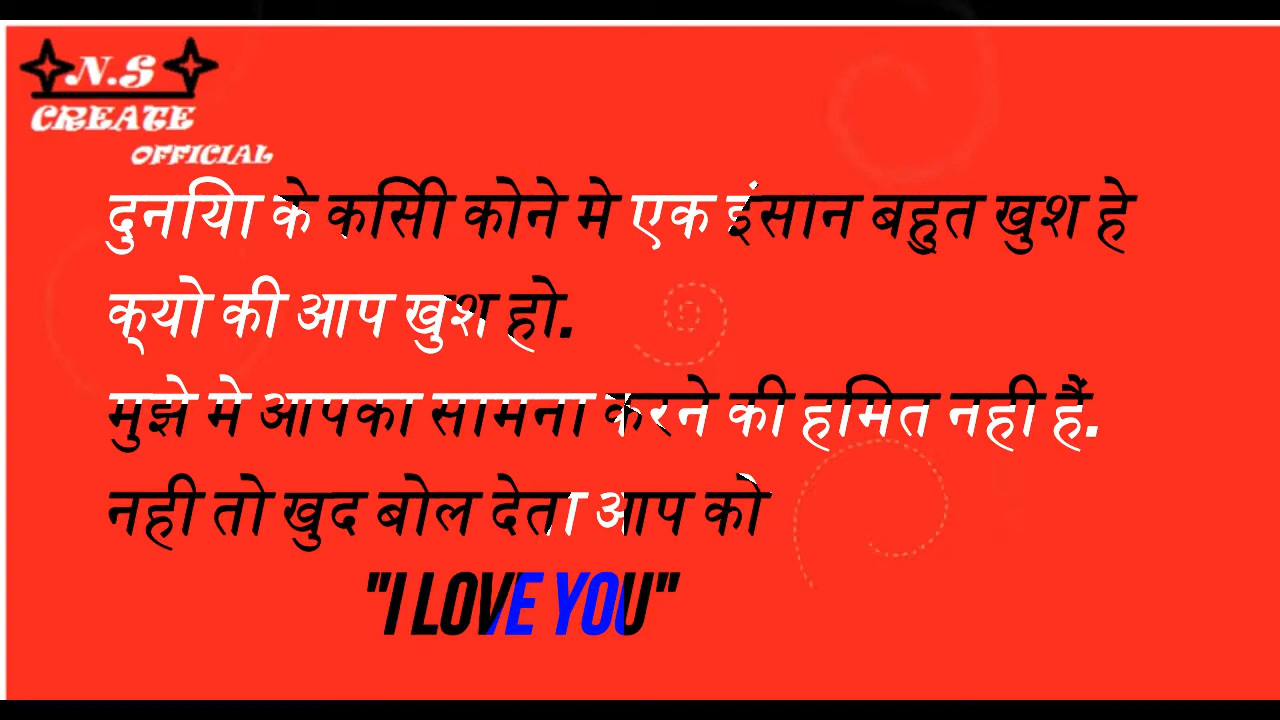 N.S
CREATE
OFFICIAL
दुनयिा के कसिी कोने मे एक इंसान बहुत खुश हे
क्यो की आप खुश हो.
मुझे मे आपका सामना करने की हमित नही हैं.
नही तो खुद बोल देता आप को
"I LOVE YOU"